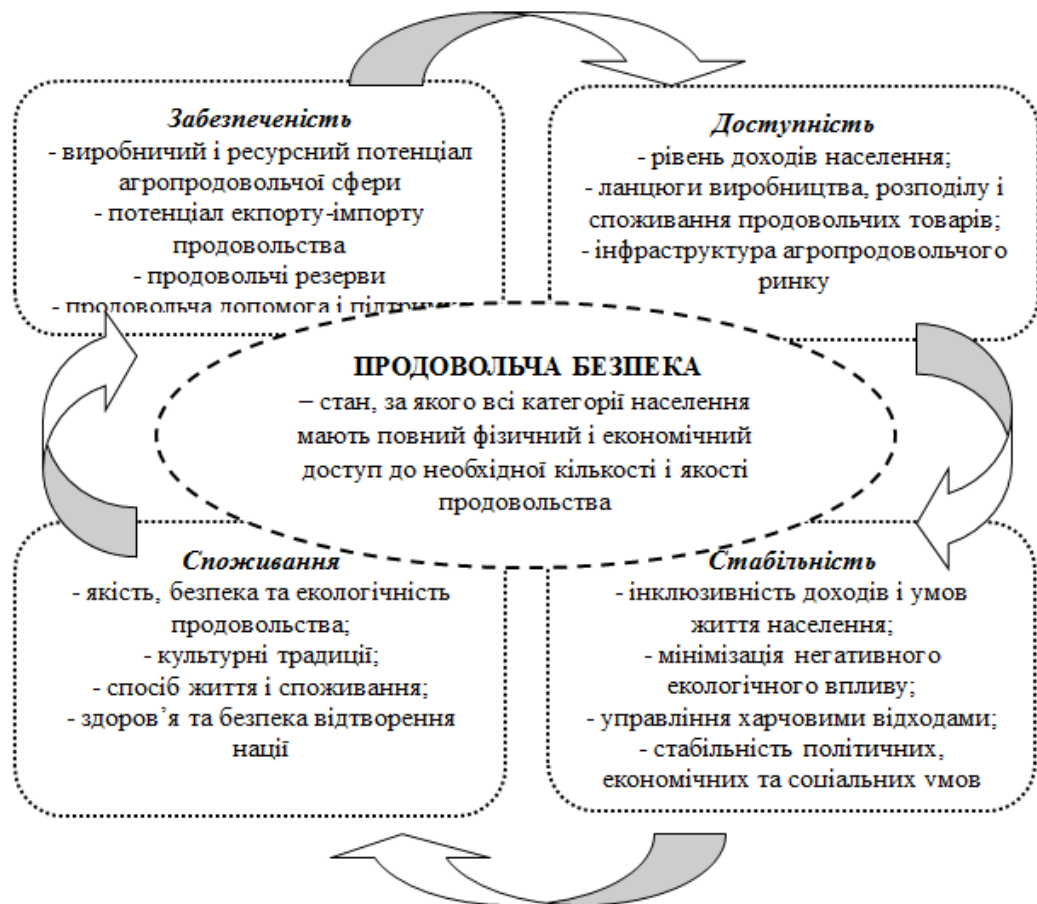 Забезпеченість
- виробничий і ресурсний потенціал
агропродовольчої сфери
- потенціал екпорту-імпорту
продовольства
- продовольчі резерви
- продовольча допомога і підтримка
Доступність
- рівень доходів населення;
- ланцюги виробництва, розподілу і
споживання продовольчих товарів;
- інфраструктура агропродовольчого
ринку
ПРОДОВОЛЬЧА БЕЗПЕКА
– стан, за якого всі категорії населення
мають повний фізичний і економічний
доступ до необхідної кількості і якості
продовольства
Споживання
- якість, безпека та екологічність
продовольства;
- культурні традиції;
- спосіб життя і споживання;
- здоров’я та безпека відтворення
нації
Стабільність
- інклюзивність доходів і умов
життя населення;
- мінімізація негативного
екологічного впливу;
- управління харчовими відходами;
- стабільність політичних,
економічних та соціальних умов